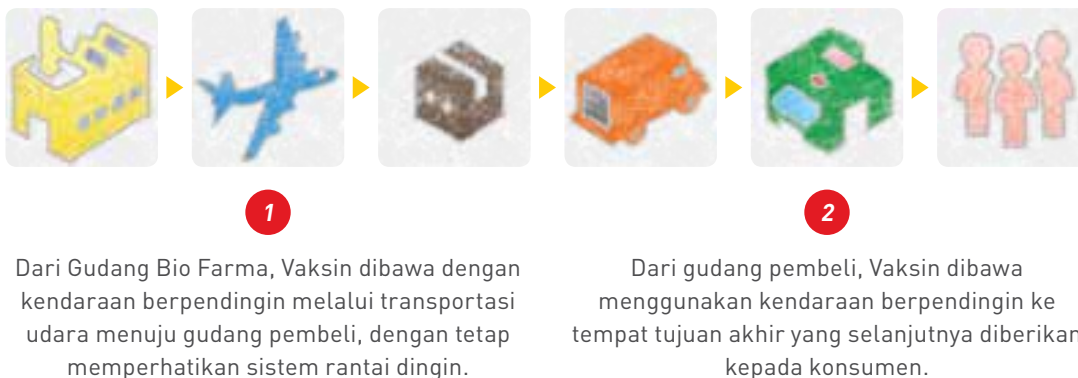 1
Dari Gudang Bio Farma, Vaksin dibawa dengan
kendaraan berpendingin melalui transportasi
udara menuju gudang pembeli, dengan tetap
memperhatikan sistem rantai dingin.
2
Dari gudang pembeli, Vaksin dibawa
menggunakan kendaraan berpendingin ke
tempat tujuan akhir yang selanjutnya diberikan
kepada konsumen.